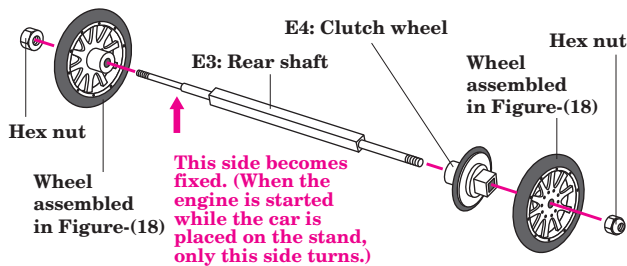 E4: Clutch wheel
Hex nut
E3: Rear shaft
Wheel
assembled
in Figure-(18)
Hex nut
Wheel
assembled
in Figure-(18)
This side becomes
fixed. (When the
engine is started
while the car is
placed on the stand,
only this side turns.)